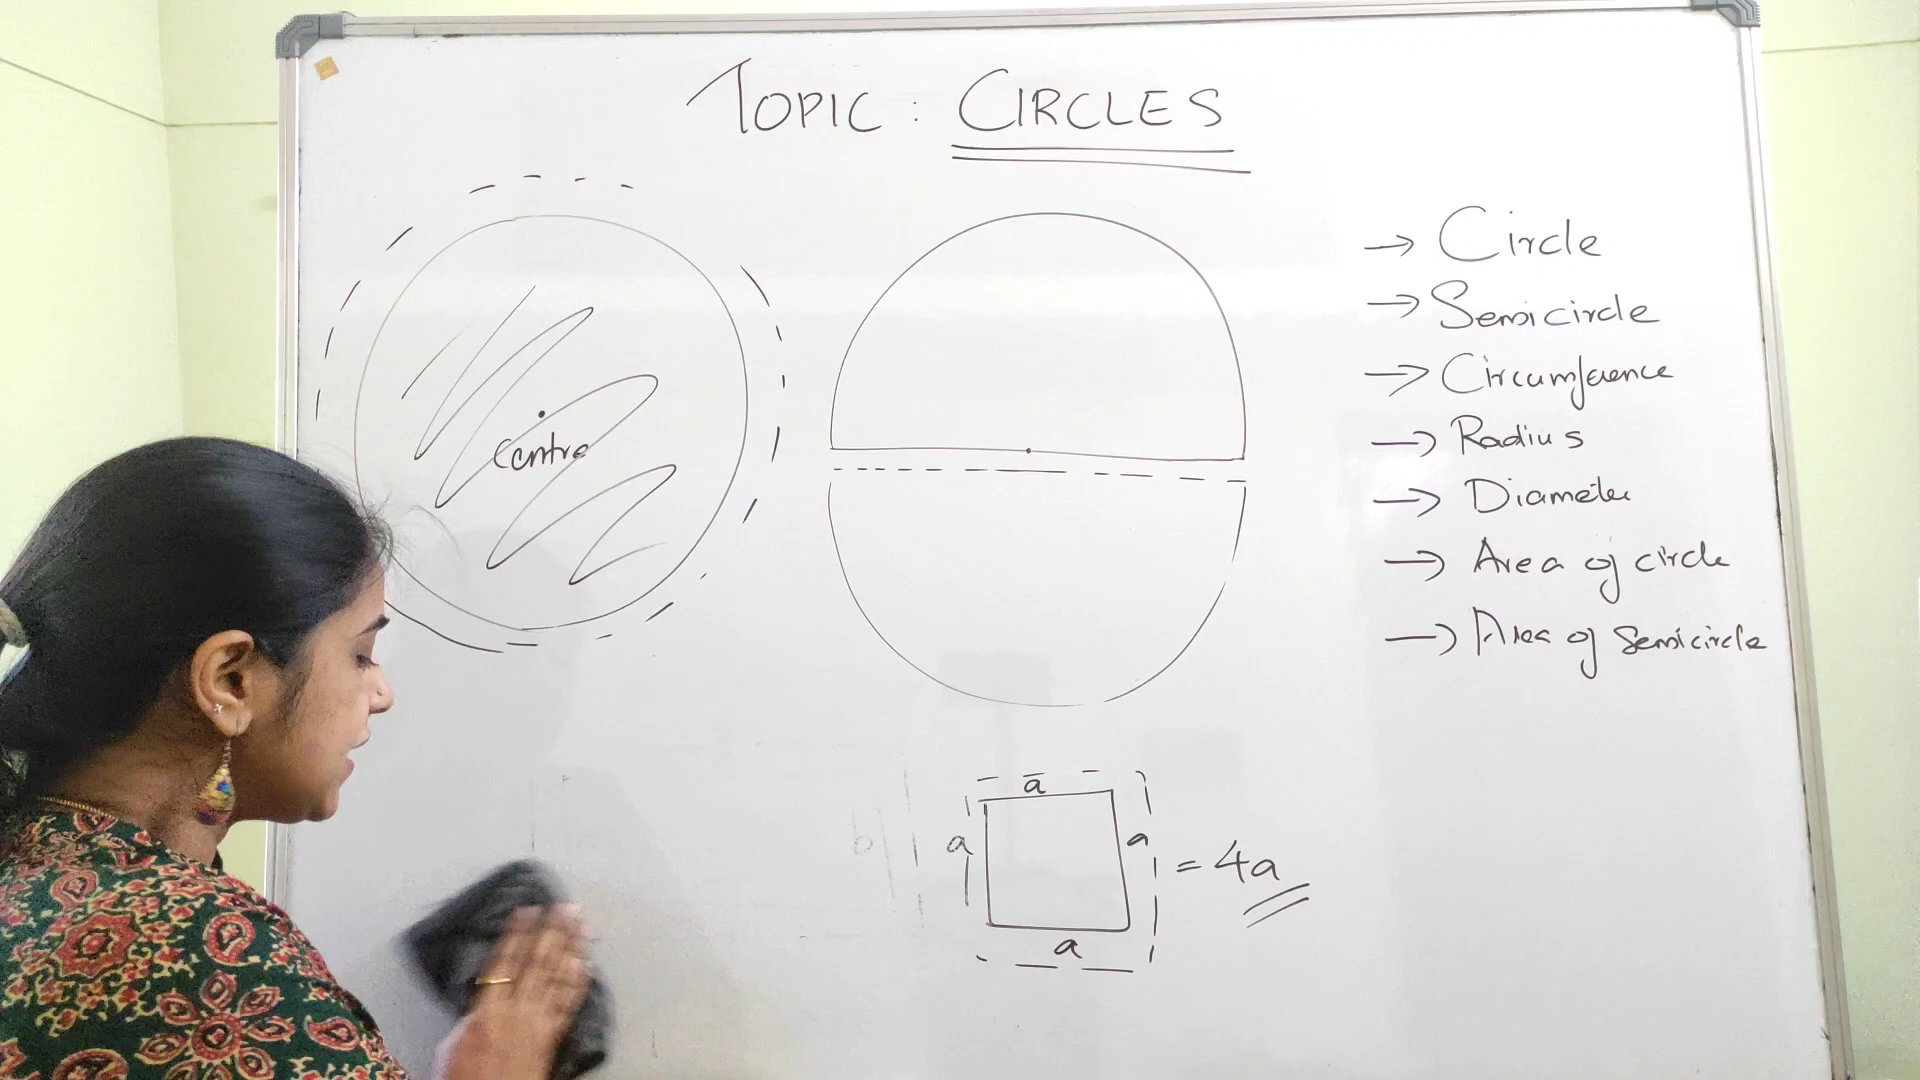 TOPIC : CIRCLES
Centre
→ Circle
→ Semicircle
→ Circumference
→ Radius
→ Diameter
→ Area of circle
→ Area of Semicircle
a
a
a
= 4a
a
b